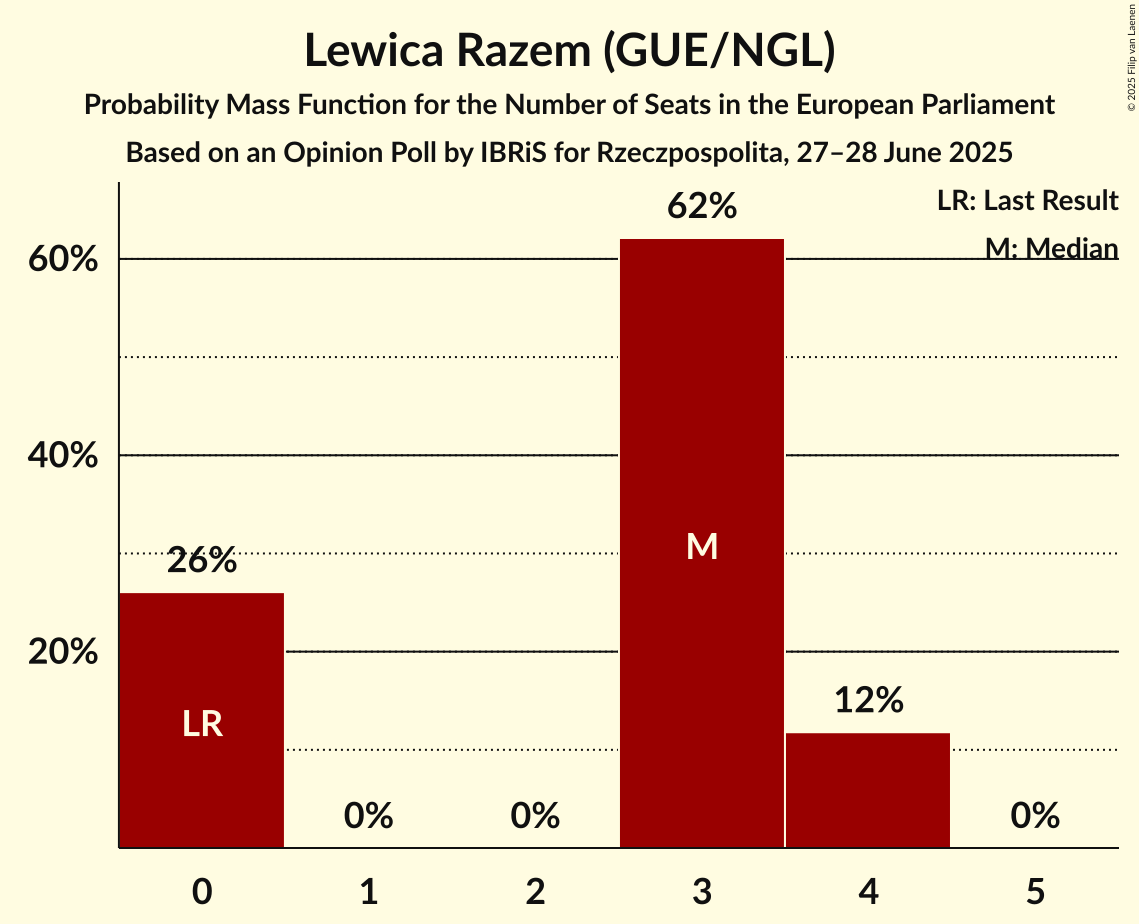 Lewica Razem (GUE/NGL)
Probability Mass Function for the Number of Seats in the European Parliament
Based on an Opinion Poll by IBRiS for Rzeczpospolita, 27–28 June 2025
© 2025 Filip van Laenen
LR: Last Result
M: Median
62%
60%
40%
M
26%
20%
LR
12%
0%
0%
0%
0
1
2
3
4
5